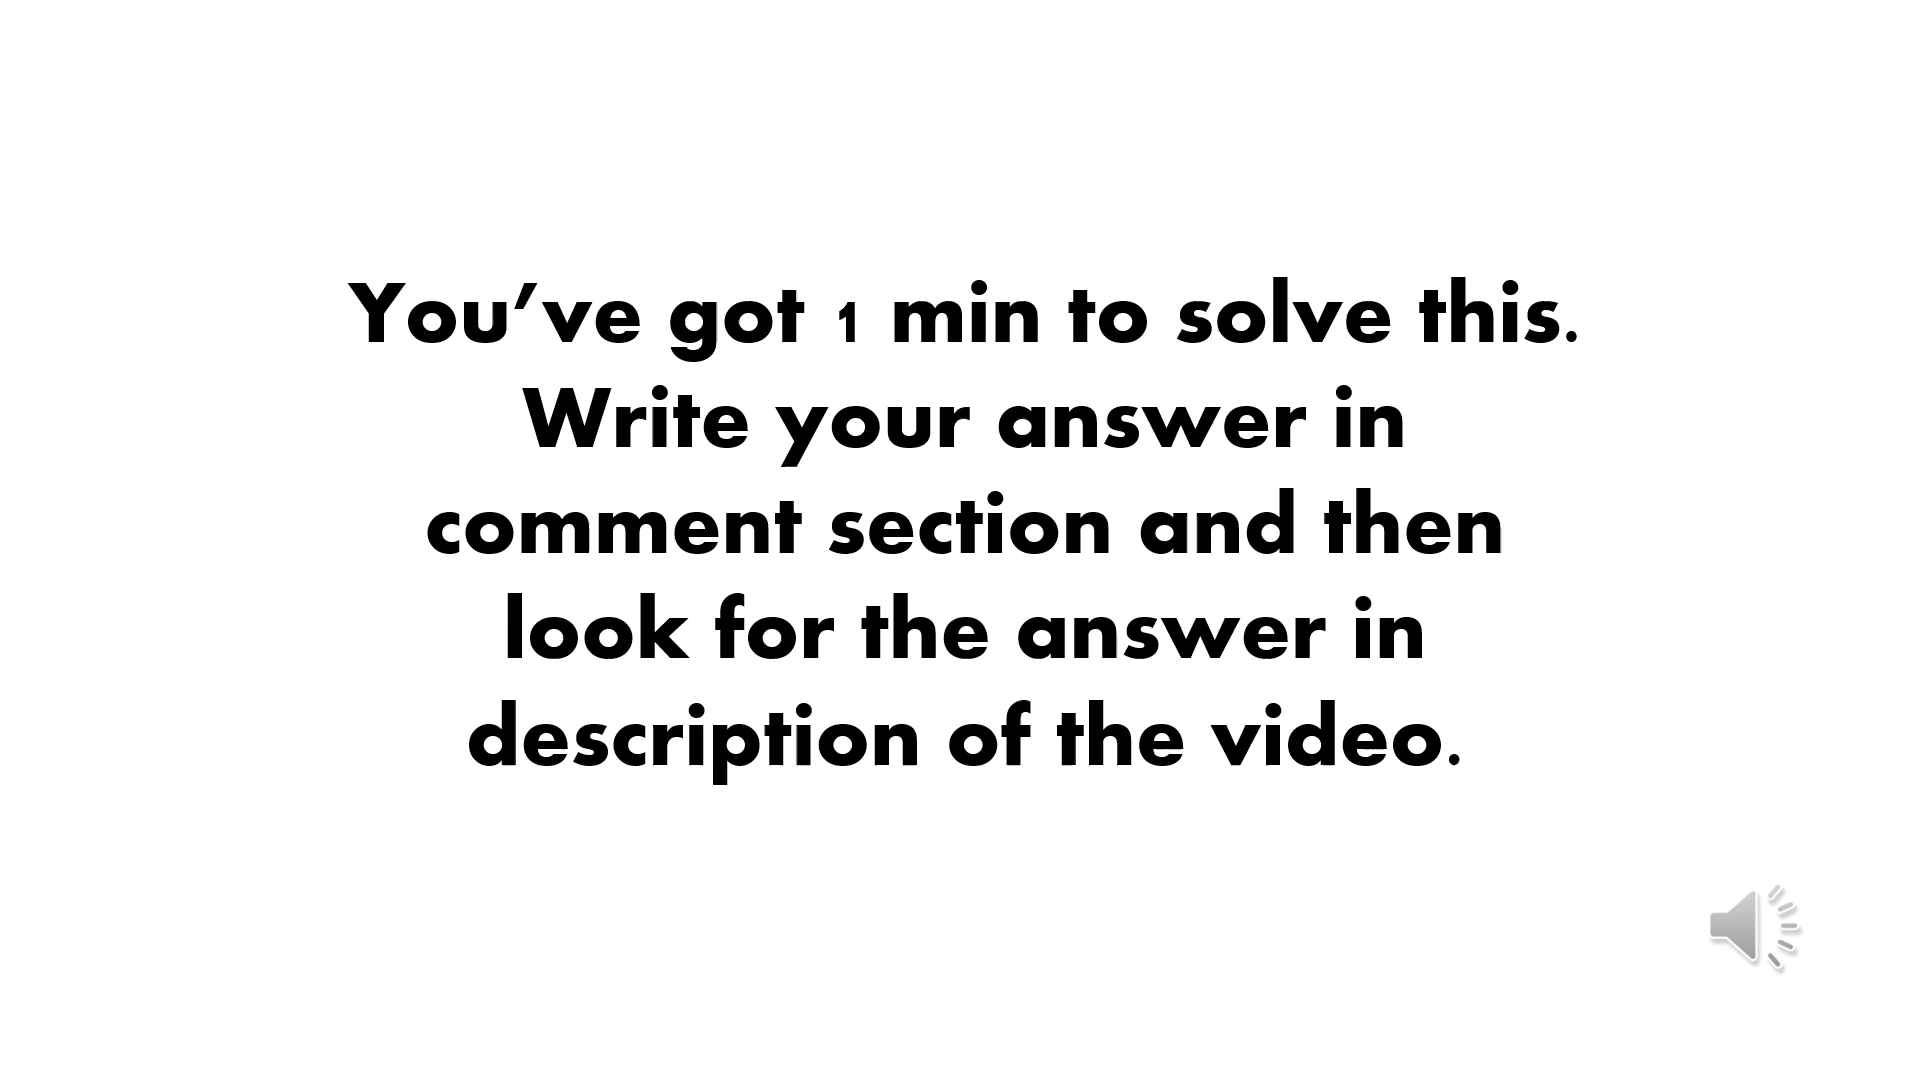 You’ve got 1 min to solve this.
Write your answer in
comment section and then
look for the answer in
description of the video.